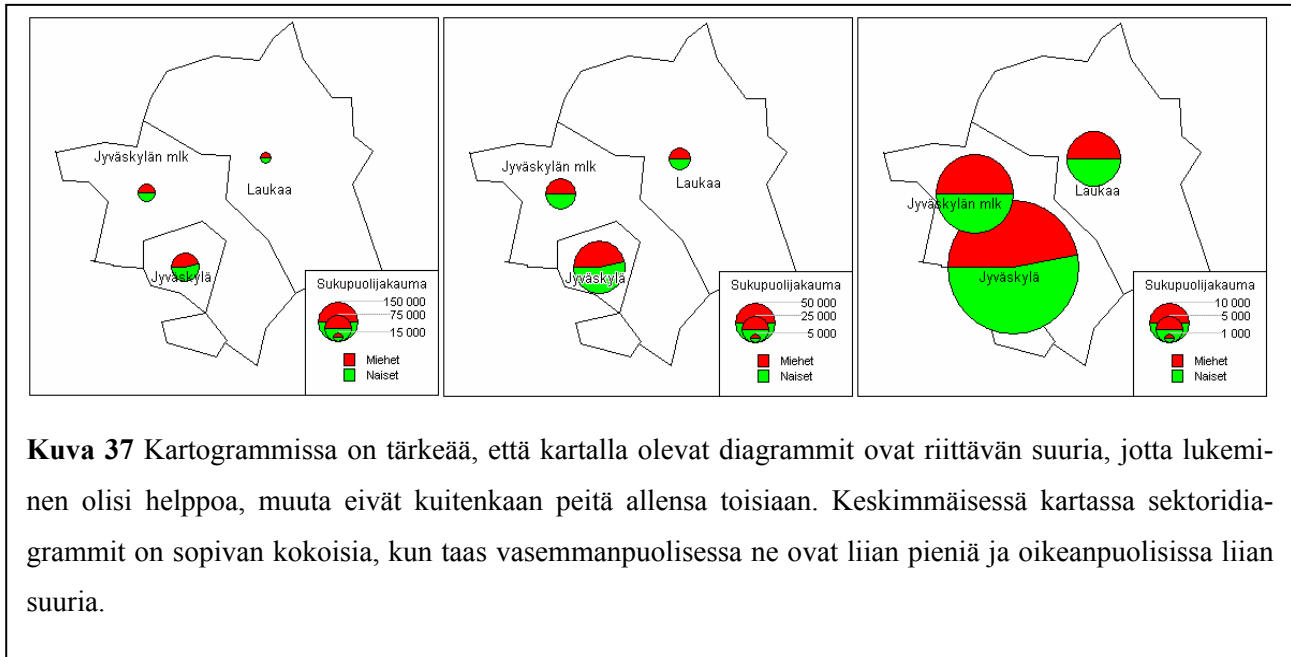 Jyväskylän mlk
Laukaa
Jyväskylä
Sukupuolijakauma
150 000
75 000
15 000
Miehet
Naiset
Jyväskylän mlk
Laukaa
Jyväskylä
Sukupuolijakauma
50 000
25 000
5 000
Miehet
Naiset
Jyväskylän mlk
Laukaa
Jyväskylä
Sukupuolijakauma
10 000
5 000
1 000
Miehet
Naiset
Kuva 37 Kartogrammissa on tärkeää, että kartalla olevat diagrammit ovat riittävän suuria, jotta lukemi-
nen olisi helppoa, muuta eivät kuitenkaan peitä allensa toisiaan. Keskimmäisessä kartassa sektoridia-
grammit on sopivan kokoisia, kun taas vasemmanpuolisessa ne ovat liian pieniä ja oikeanpuolisissa liian
suuria.